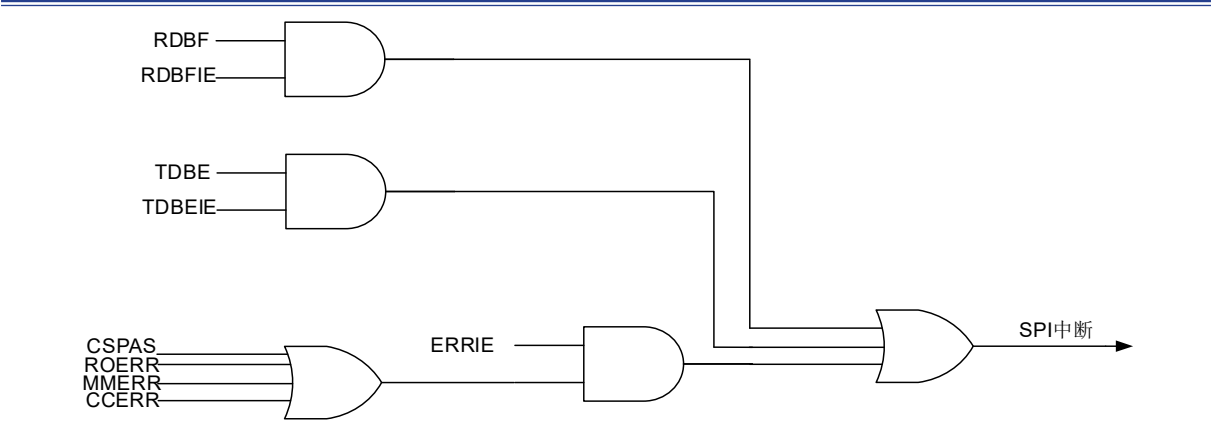 RDBF
RDBFIE
TDBE
TDBEIE
CSPAS
ROERR
MMERR
CCERR
ERRIE
SPI中断